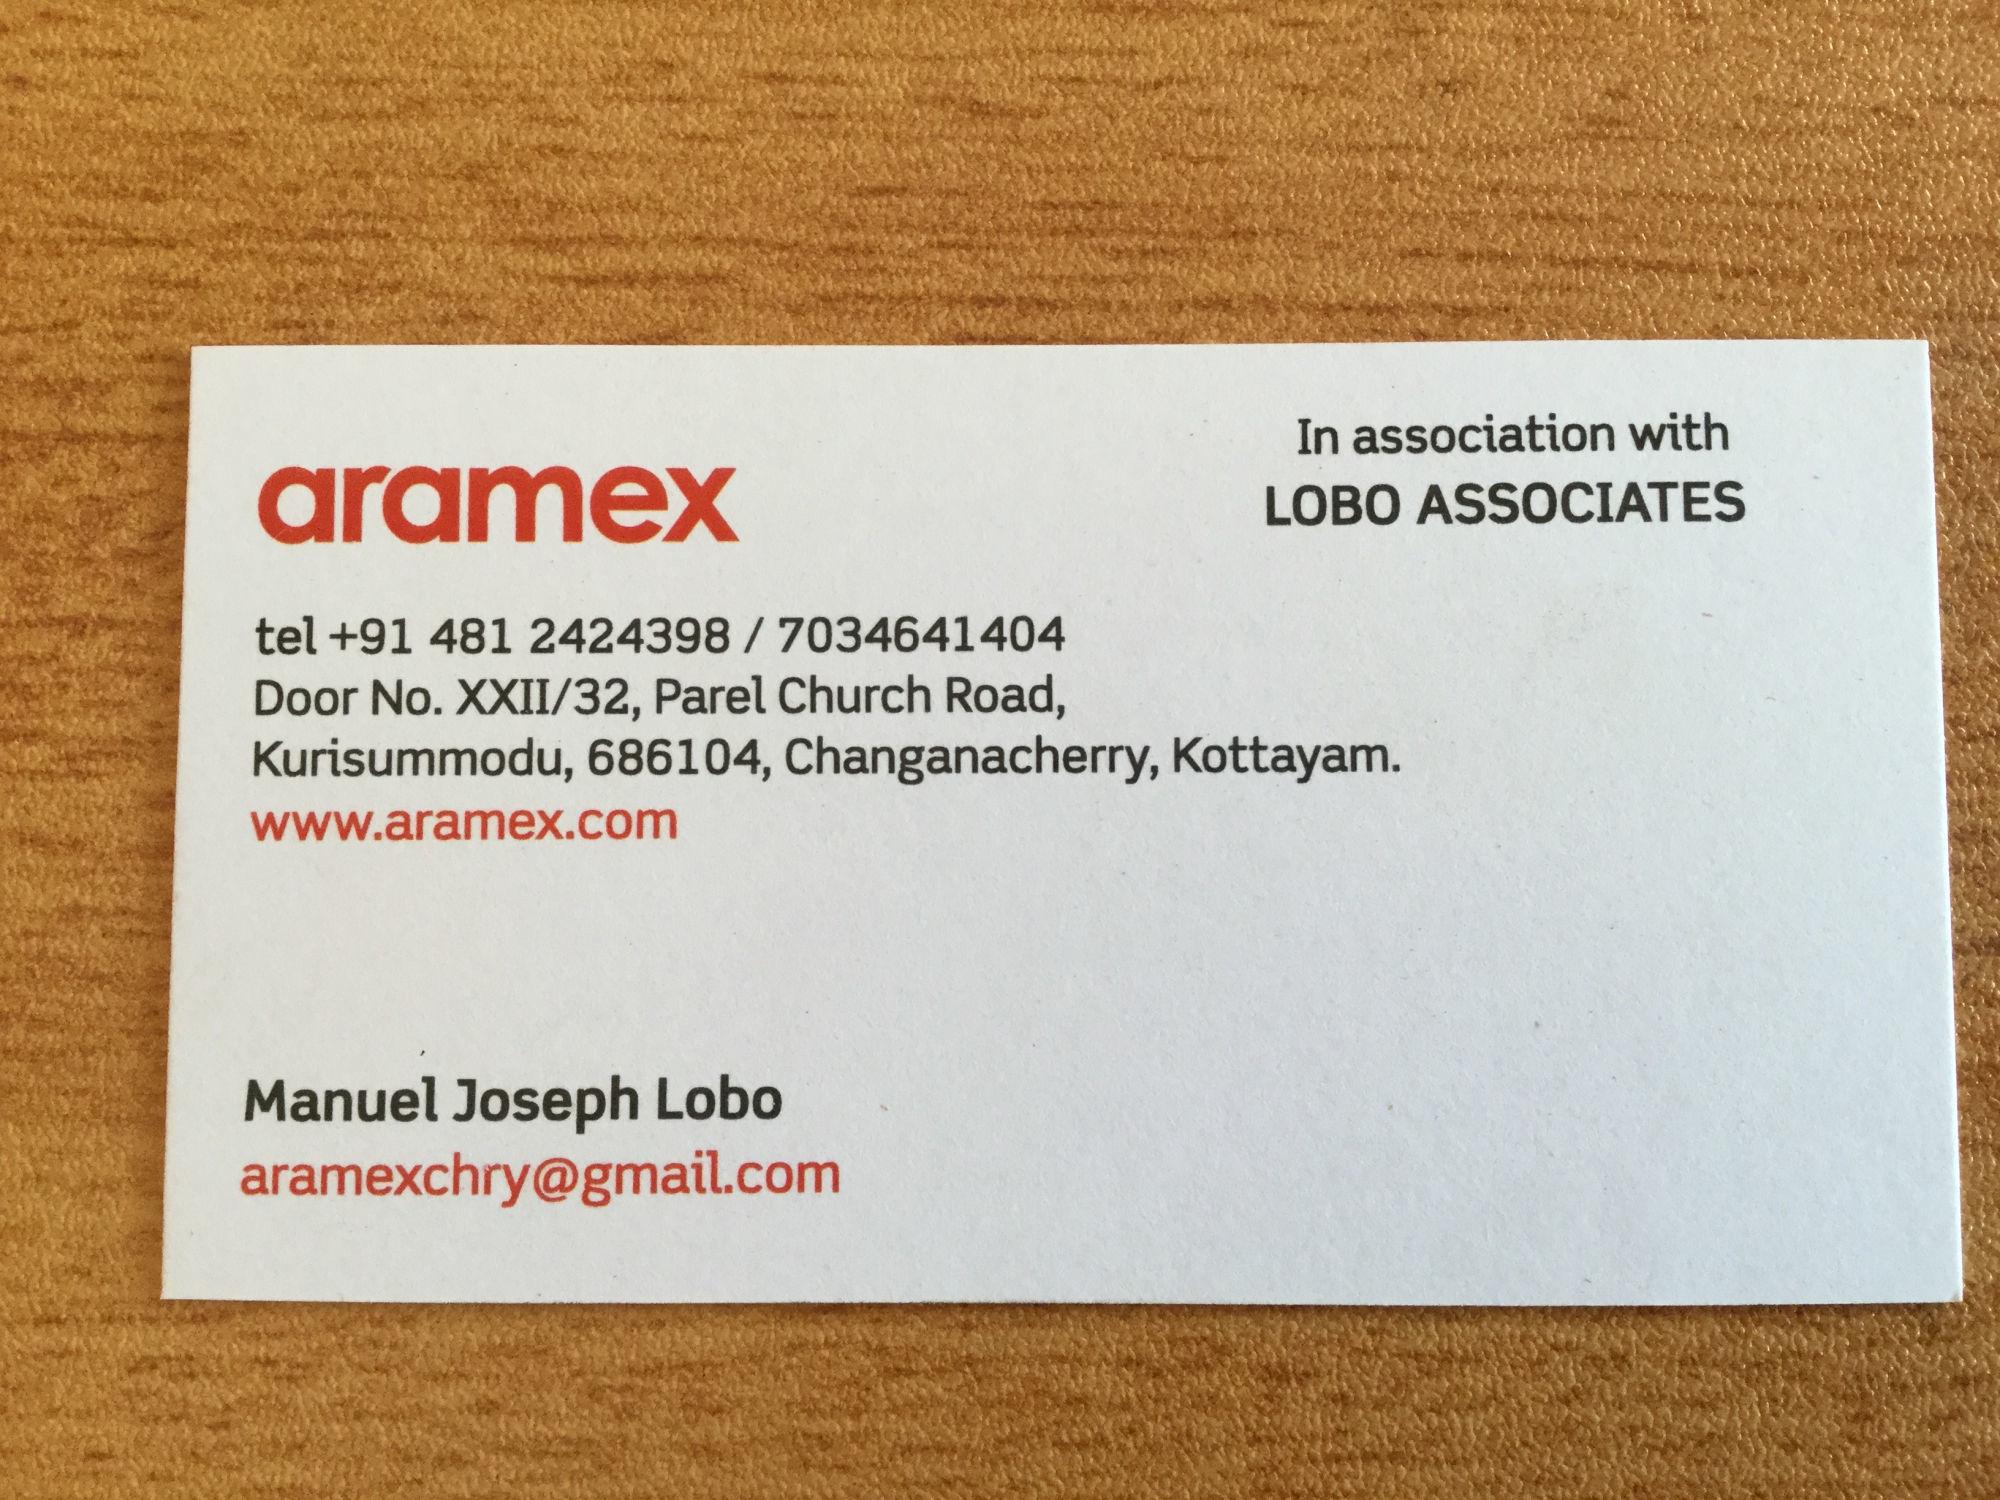 aramex
In association with
LOBO ASSOCIATES
tel +91 481 2424398 / 7034641404
Door No. XXII/32, Parel Church Road,
Kurisummodu, 686104, Changanacherry, Kottayam.
www.aramex.com
Manuel Joseph Lobo
aramexchry@gmail.com